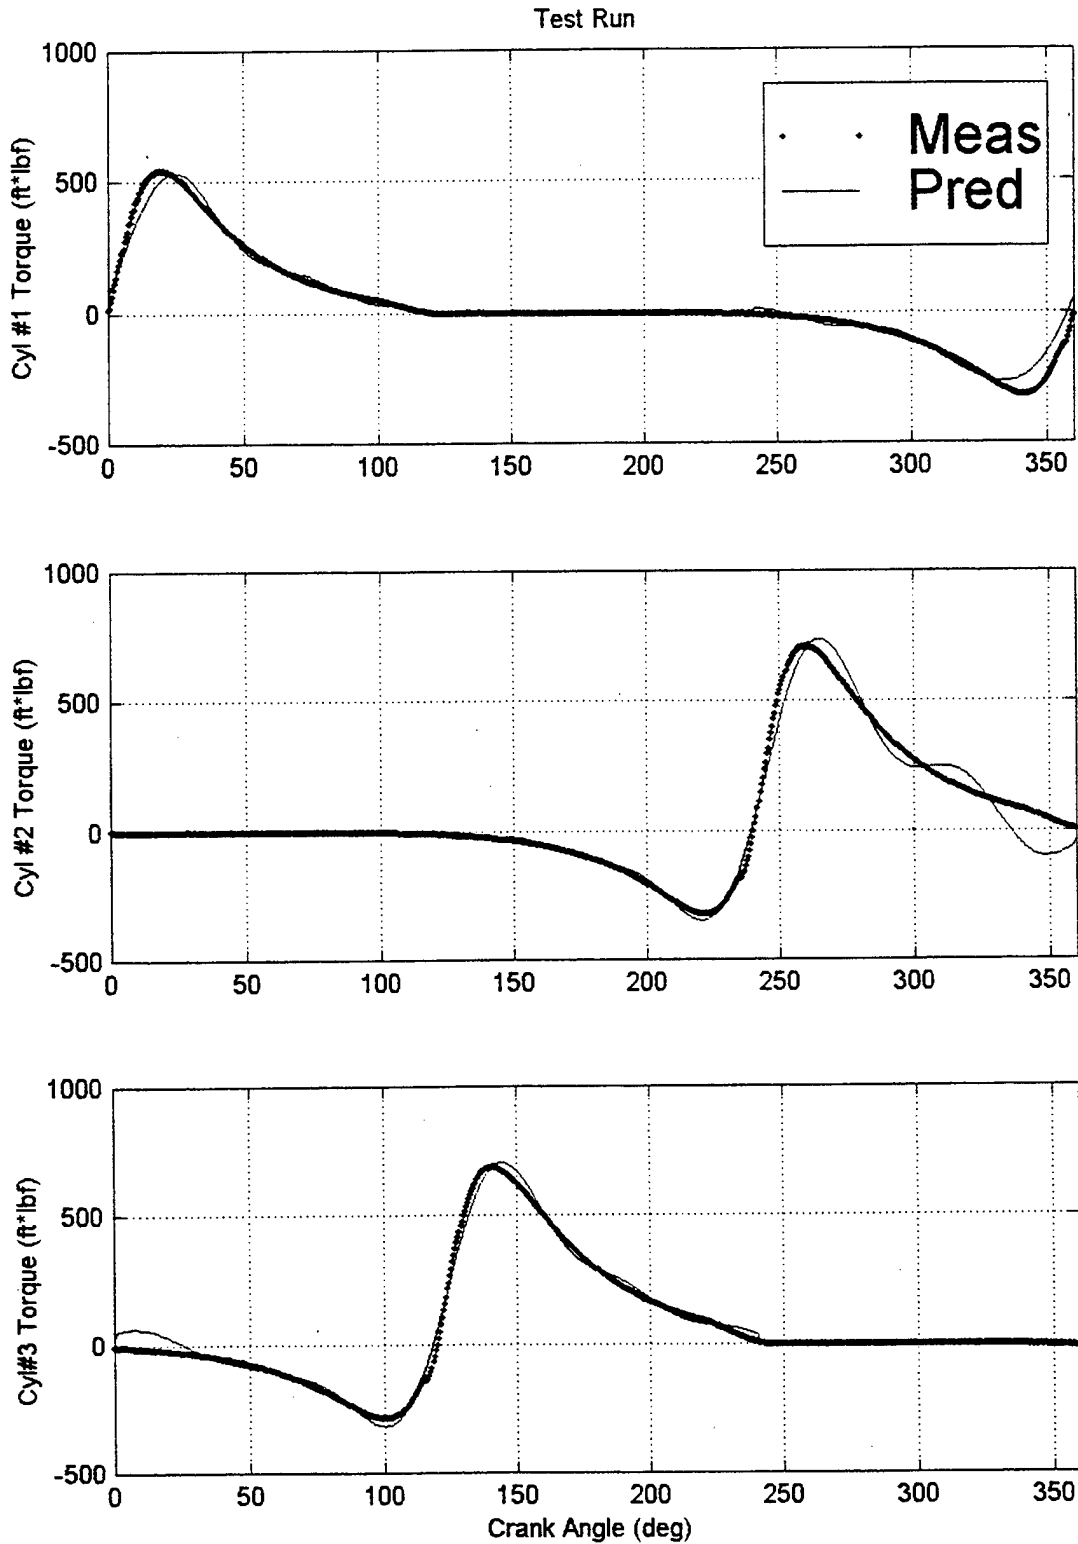 Test Run
1000
500
0
-500
Cyl #1 Torque (ft*lbf)
Meas
Pred
0 50 100 150 200 250 300 350
1000
500
0
-500
Cyl #2 Torque (ft*lbf)
0 50 100 150 200 250 300 350
1000
500
0
-500
Cyl#3 Torque (ft*lbf)
0 50 100 150 200 250 300 350
Crank Angle (deg)